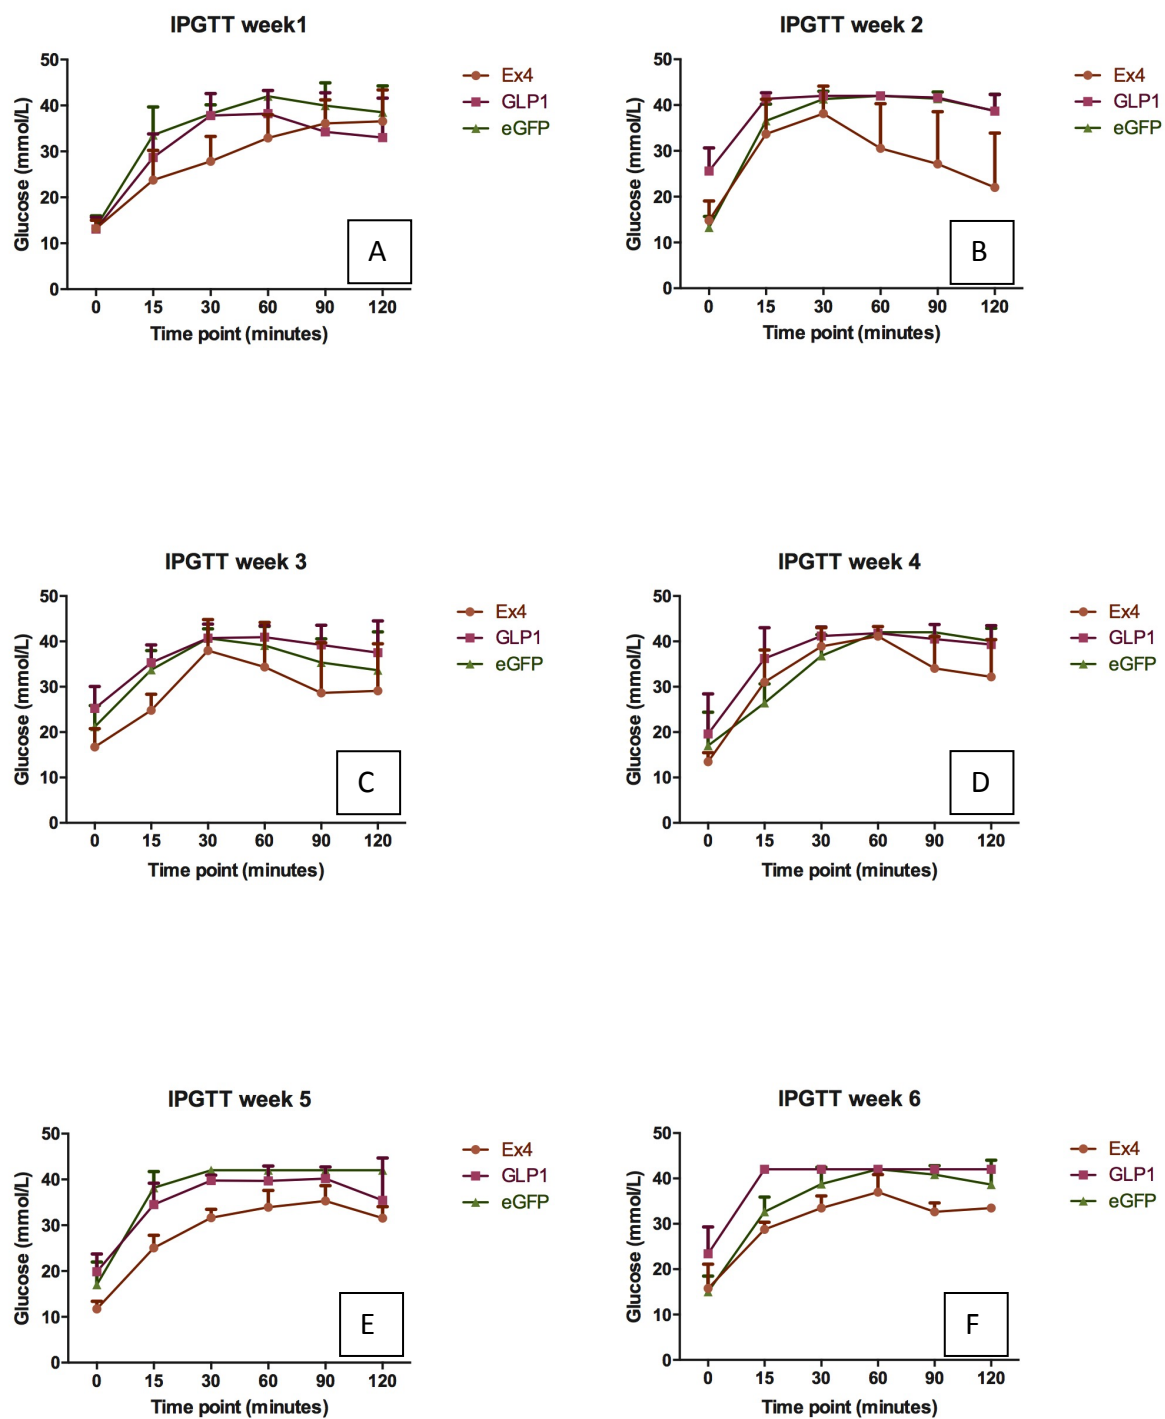 IPGTT week1
50
40
30
20
10
0
Glucose (mmol/L)
0 15 30 60 90 120
Time point (minutes)
Ex4
GLP1
eGFP
A
IPGTT week 2
50
40
30
20
10
0
Glucose (mmol/L)
0 15 30 60 90 120
Time point (minutes)
Ex4
GLP1
eGFP
B
IPGTT week 3
50
40
30
20
10
0
Glucose (mmol/L)
0 15 30 60 90 120
Time point (minutes)
Ex4
GLP1
eGFP
C
IPGTT week 4
50
40
30
20
10
0
Glucose (mmol/L)
0 15 30 60 90 120
Time point (minutes)
Ex4
GLP1
eGFP
D
IPGTT week 5
50
40
30
20
10
0
Glucose (mmol/L)
0 15 30 60 90 120
Time point (minutes)
Ex4
GLP1
eGFP
E
IPGTT week 6
50
40
30
20
10
0
Glucose (mmol/L)
0 15 30 60 90 120
Time point (minutes)
Ex4
GLP1
eGFP
F